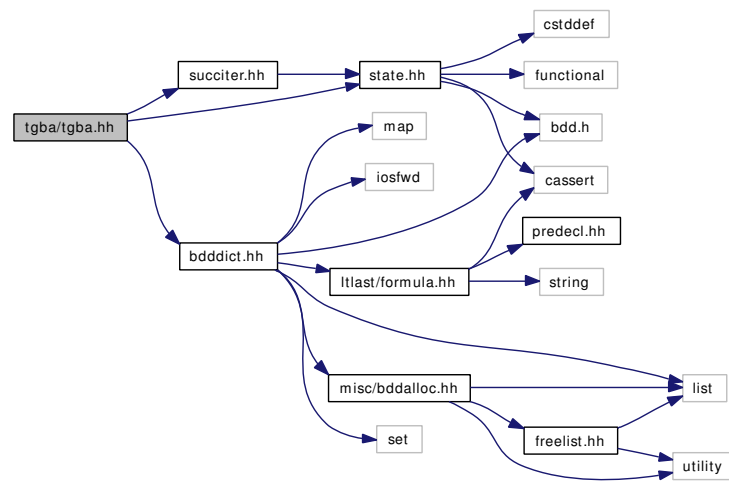 cstddef
succiter.hh
state.hh
functional
tgba/tgba.hh
map
bdd.h
iosfwd
cassert
predecl.hh
bdddict.hh
ltlast/formula.hh
string
misc/bddalloc.hh
list
set
freelist.hh
utility